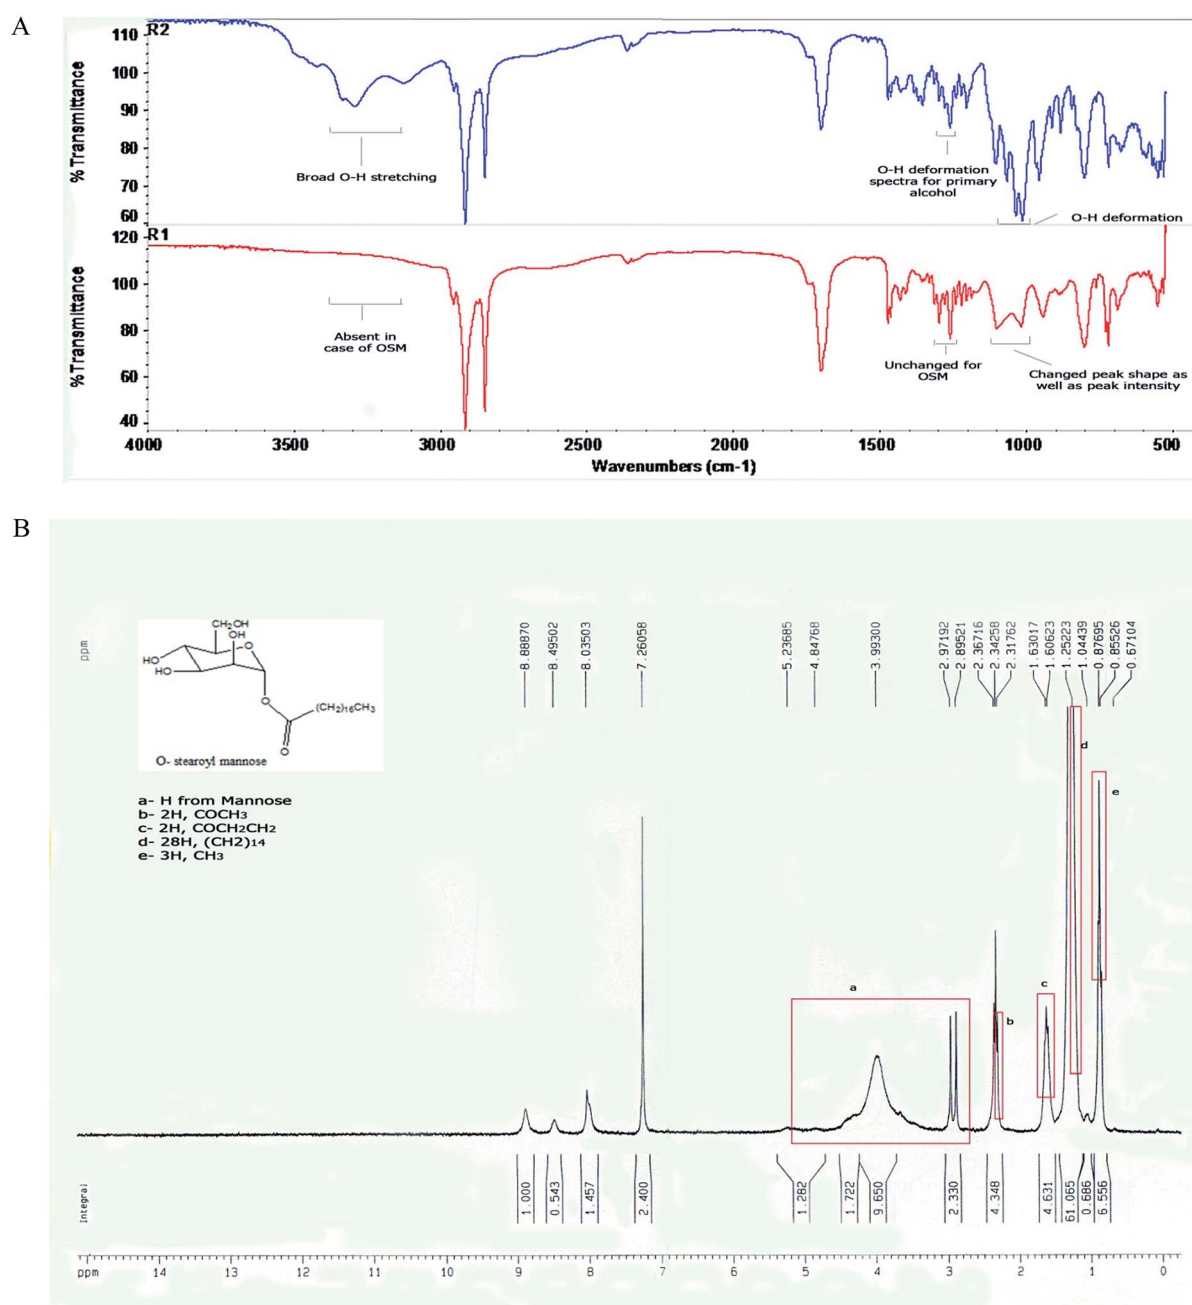 A
R2
110
100
90
80
70
60
% Transmittance
Broad O-H stretching
O-H deformation
spectra for primary
alcohol
O-H deformation
R1
120
100
80
60
40
% Transmittance
Absent in
case of OSM
Unchanged for
OSM
Changed peak shape as
well as peak intensity
4000 3500 3000 2500 2000 1500 1000 500
Wavenumbers (cm-1)
B
ppm
8.88870
8.49502
8.03503
7.26058
5.23685
4.84768
3.99300
2.97192
2.89521
2.36716
2.34258
2.31762
1.63017
1.60623
1.25223
1.04439
0.87695
0.85526
0.67104
CH₂OH
OH
O
HO
HO
O
(CH₂)₁₆CH₃
O
O- stearoyl mannose
a- H from Mannose
b- 2H, COCH₃
c- 2H, COCH₂CH₂
d- 28H, (CH2)₁₄
e- 3H, CH₃
a
b
c
d
e
Integral
1.000
0.543
1.457
2.400
1.282
1.722
9.650
2.330
4.348
4.631
61.065
0.686
6.556
ppm 14 13 12 11 10 9 8 7 6 5 4 3 2 1 0